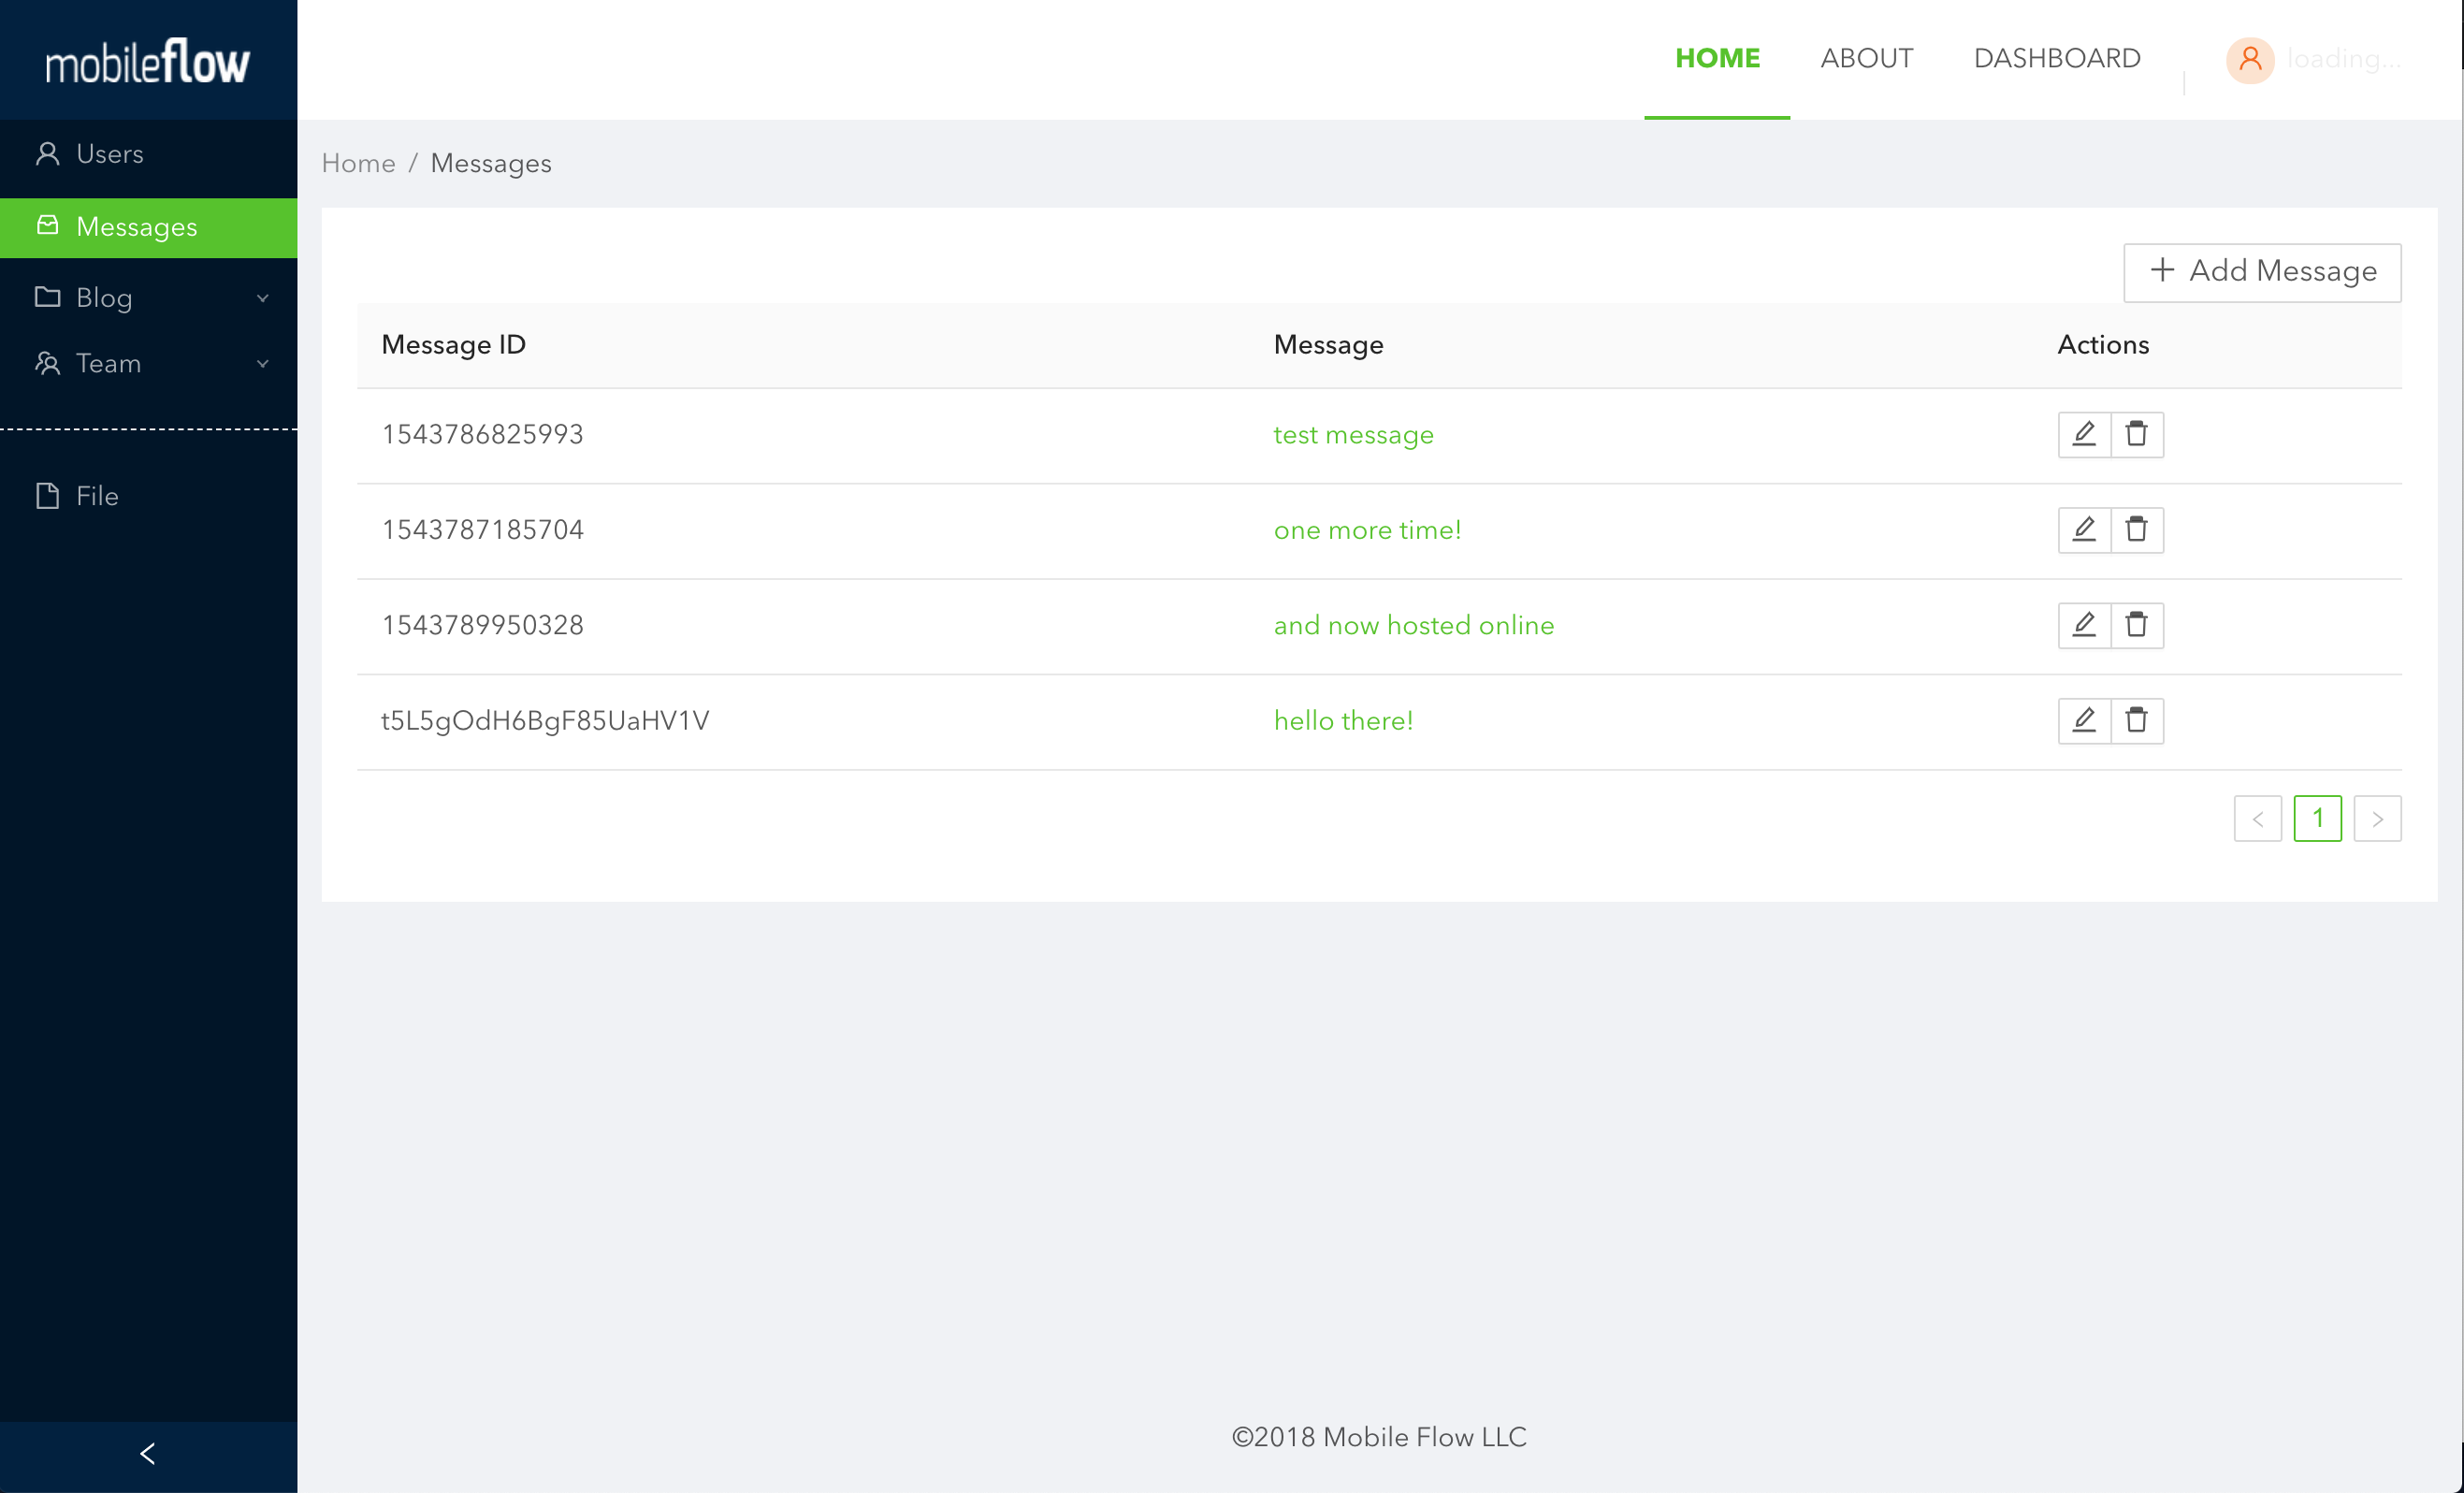 mobileflow
HOME ABOUT DASHBOARD loading...
Users
Messages
Blog
Team
File
Home / Messages
+ Add Message
Message ID Message Actions
1543786825993 test message
1543787185704 one more time!
1543789950328 and now hosted online
t5L5gOdH6BgF85UaHV1V hello there!
< 1 >
©2018 Mobile Flow LLC